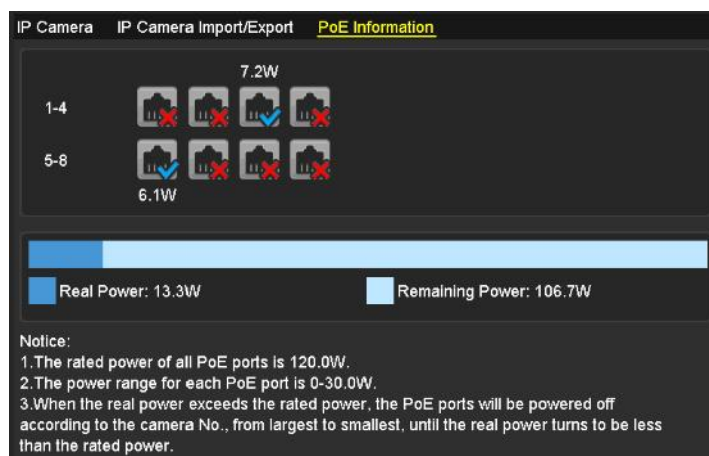 IP Camera IP Camera Import/Export PoE Information
7.2W
1-4
5-8
6.1W
Real Power: 13.3W Remaining Power: 106.7W
Notice:
1.The rated power of all PoE ports is 120.0W.
2.The power range for each PoE port is 0-30.0W.
3.When the real power exceeds the rated power, the PoE ports will be powered off
according to the camera No., from largest to smallest, until the real power turns to be less
than the rated power.